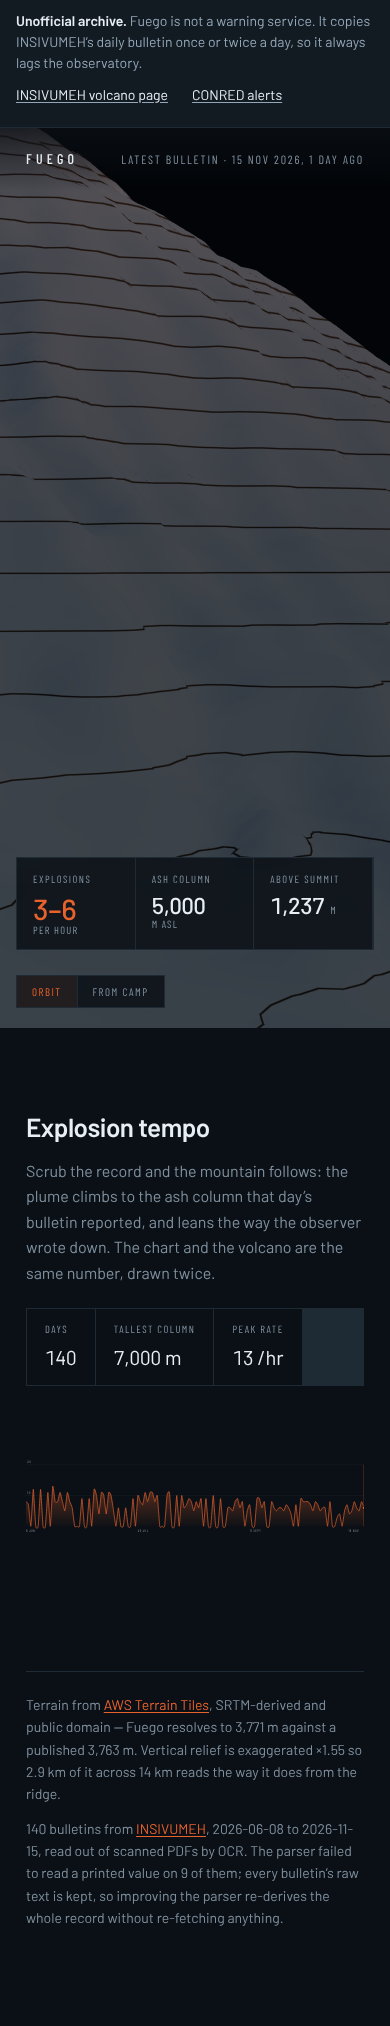 Unofficial archive. Fuego is not a warning service. It copies
INSIVUMEH's daily bulletin once or twice a day, so it always
lags the observatory.
INSIVUMEH volcano page CONRED alerts
FUEGO LATEST BULLETIN · 15 NOV 2026, 1 DAY AGO
EXPLOSIONS ASH COLUMN ABOVE SUMMIT
3–6 5,000 1,237 M
PER HOUR M ASL
ORBIT FROM CAMP
Explosion tempo
Scrub the record and the mountain follows: the
plume climbs to the ash column that day's
bulletin reported, and leans the way the observer
wrote down. The chart and the volcano are the
same number, drawn twice.
DAYS TALLEST COLUMN PEAK RATE
140 7,000 m 13 /hr
Terrain from AWS Terrain Tiles, SRTM-derived and
public domain — Fuego resolves to 3,771 m against a
published 3,763 m. Vertical relief is exaggerated ×1.55 so
2.9 km of it across 14 km reads the way it does from the
ridge.
140 bulletins from INSIVUMEH, 2026-06-08 to 2026-11-
15, read out of scanned PDFs by OCR. The parser failed
to read a printed value on 9 of them; every bulletin's raw
text is kept, so improving the parser re-derives the
whole record without re-fetching anything.